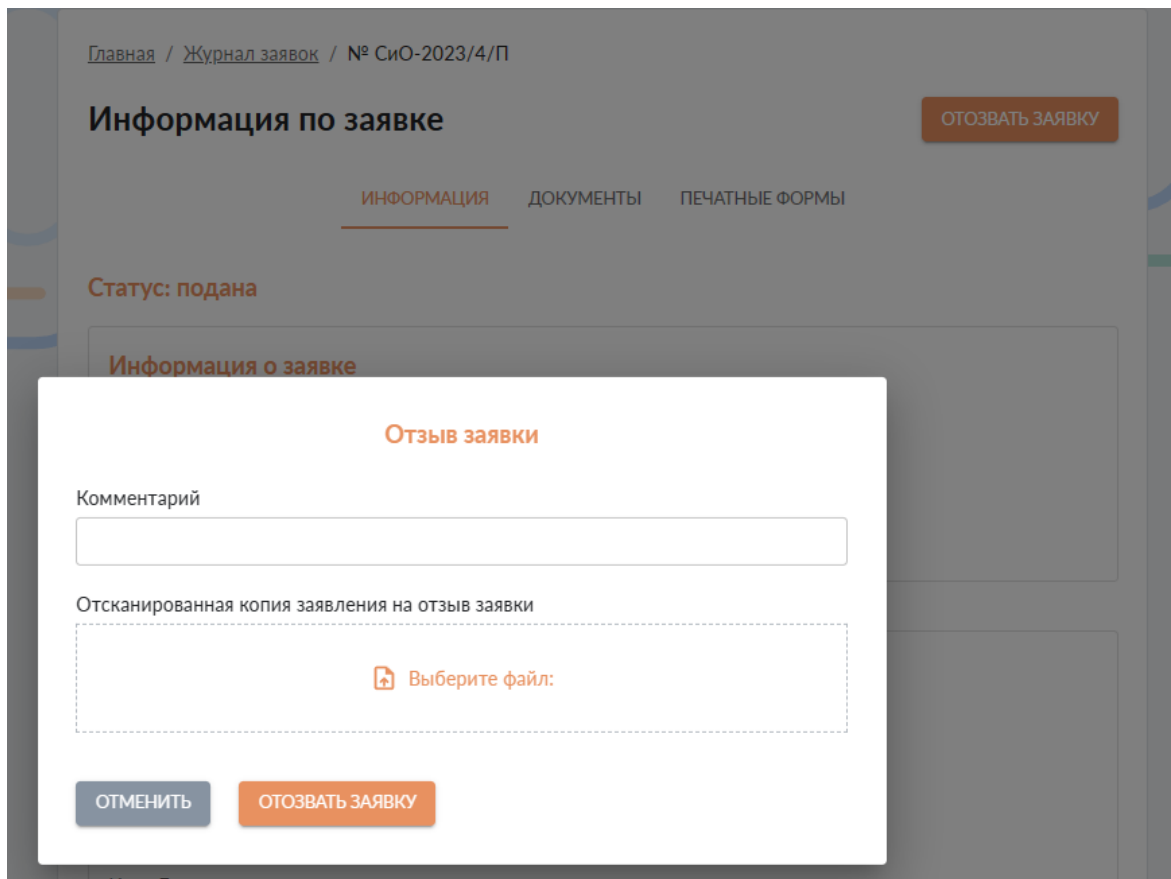 Главная / Журнал заявок / № СиО-2023/4/П
Информация по заявке
ОТОЗВАТЬ ЗАЯВКУ
ИНФОРМАЦИЯ ДОКУМЕНТЫ ПЕЧАТНЫЕ ФОРМЫ
Статус: подана
Информация о заявке
Отзыв заявки
Комментарий
Отсканированная копия заявления на отзыв заявки
Выберите файл:
ОТМЕНИТЬ ОТОЗВАТЬ ЗАЯВКУ